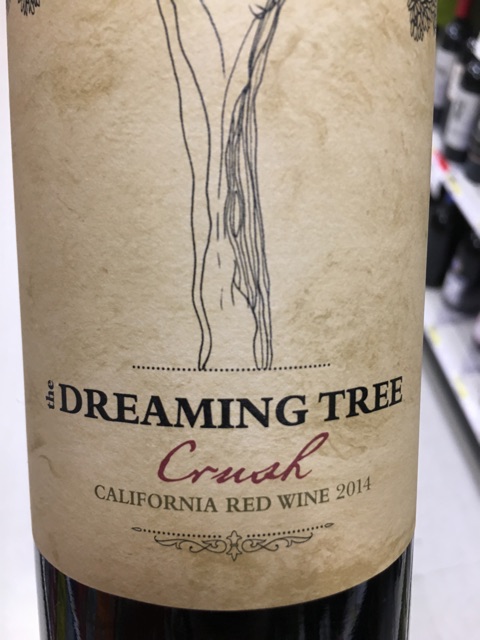 the DREAMING TREE
Crush
CALIFORNIA RED WINE 2014